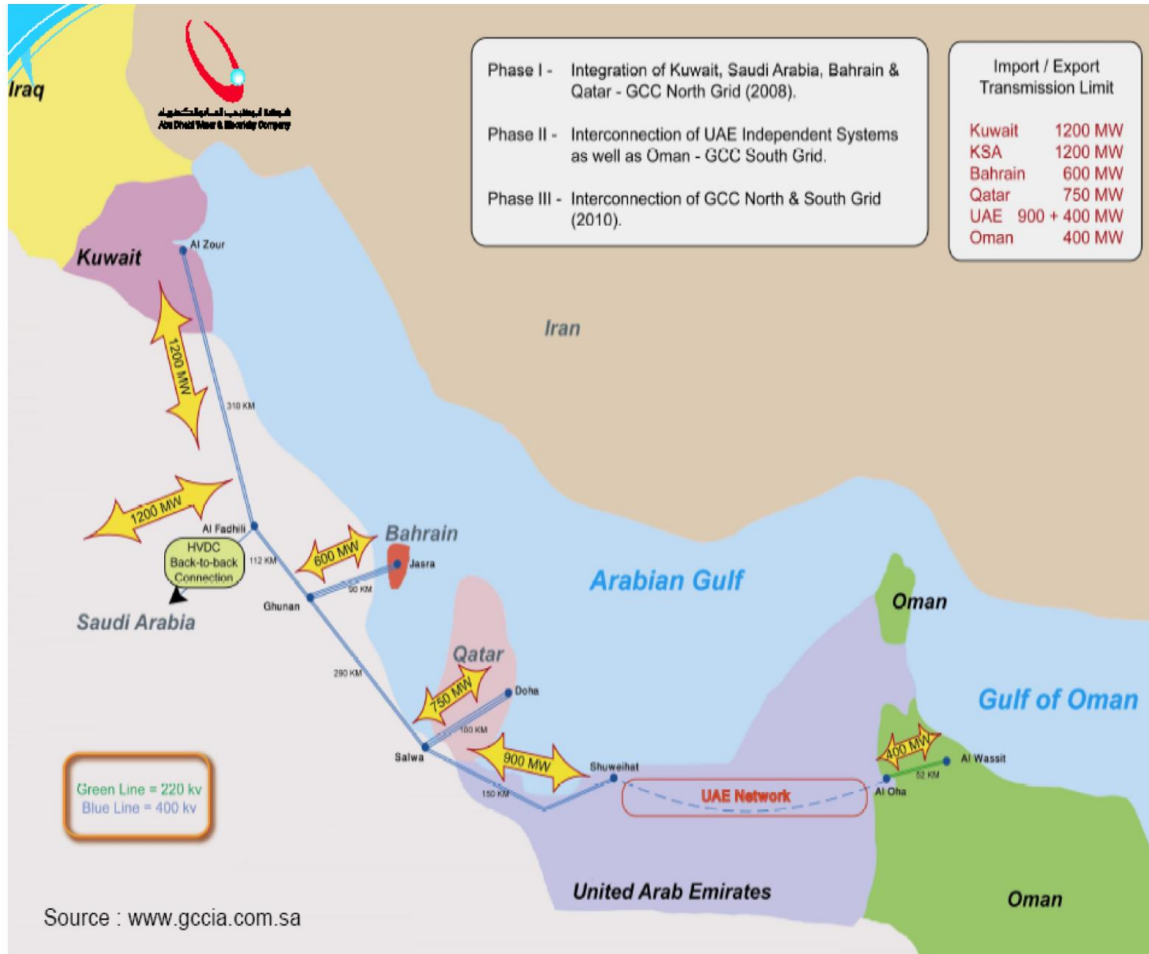 Iraq
Abu Dhabi Water & Electricity Company
Phase I - Integration of Kuwait, Saudi Arabia, Bahrain &
Qatar - GCC North Grid (2008).
Phase II - Interconnection of UAE Independent Systems
as well as Oman - GCC South Grid.
Phase III - Interconnection of GCC North & South Grid
(2010).
Import / Export
Transmission Limit
Kuwait 1200 MW
KSA 1200 MW
Bahrain 600 MW
Qatar 750 MW
UAE 900 + 400 MW
Oman 400 MW
Al Zour
Kuwait
Iran
1200 MW
310 KM
1200 MW
Al Fadhili
HVDC
Back-to-back
Connection
112 KM
600 MW
Bahrain
Jasra
90 KM
Ghunan
Saudi Arabia
Arabian Gulf
Oman
290 KM
Qatar
750 MW
Doha
100 KM
Salwa
Gulf of Oman
900 MW
150 KM
Shuweihat
UAE Network
400 MW
Al Wassit
52 KM
Al Oha
Green Line = 220 kv
Blue Line = 400 kv
United Arab Emirates
Oman
Source : www.gccia.com.sa